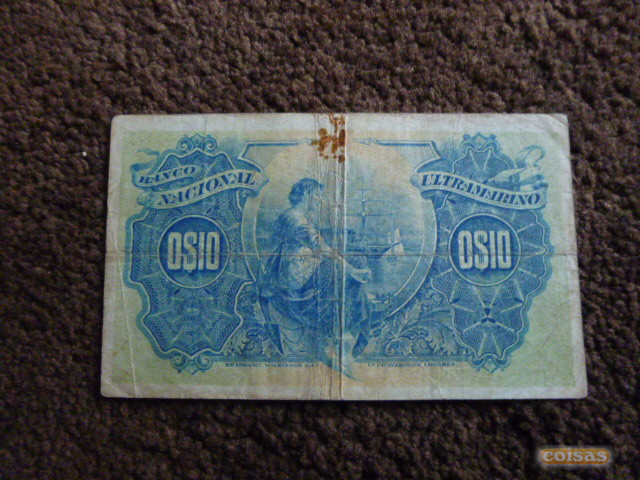 BANCO
NACIONAL
ULTRAMARINO
0$10
0$10
coisas